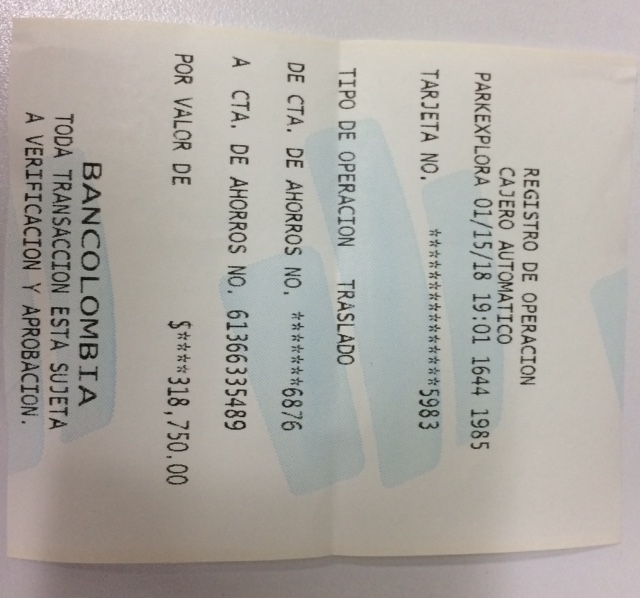 REGISTRO DE OPERACION
CAJERO AUTOMATICO
PARKEXPLORA 01/15/18 19:01 1644 1985
TARJETA NO. ****************5983
TIPO DE OPERACION TRASLADO
DE CTA. DE AHORROS NO. *******6876
A CTA. DE AHORROS NO. 61366335489
POR VALOR DE $****318,750.00
BANCOLOMBIA
TODA TRANSACCION ESTA SUJETA
A VERIFICACION Y APROBACION.